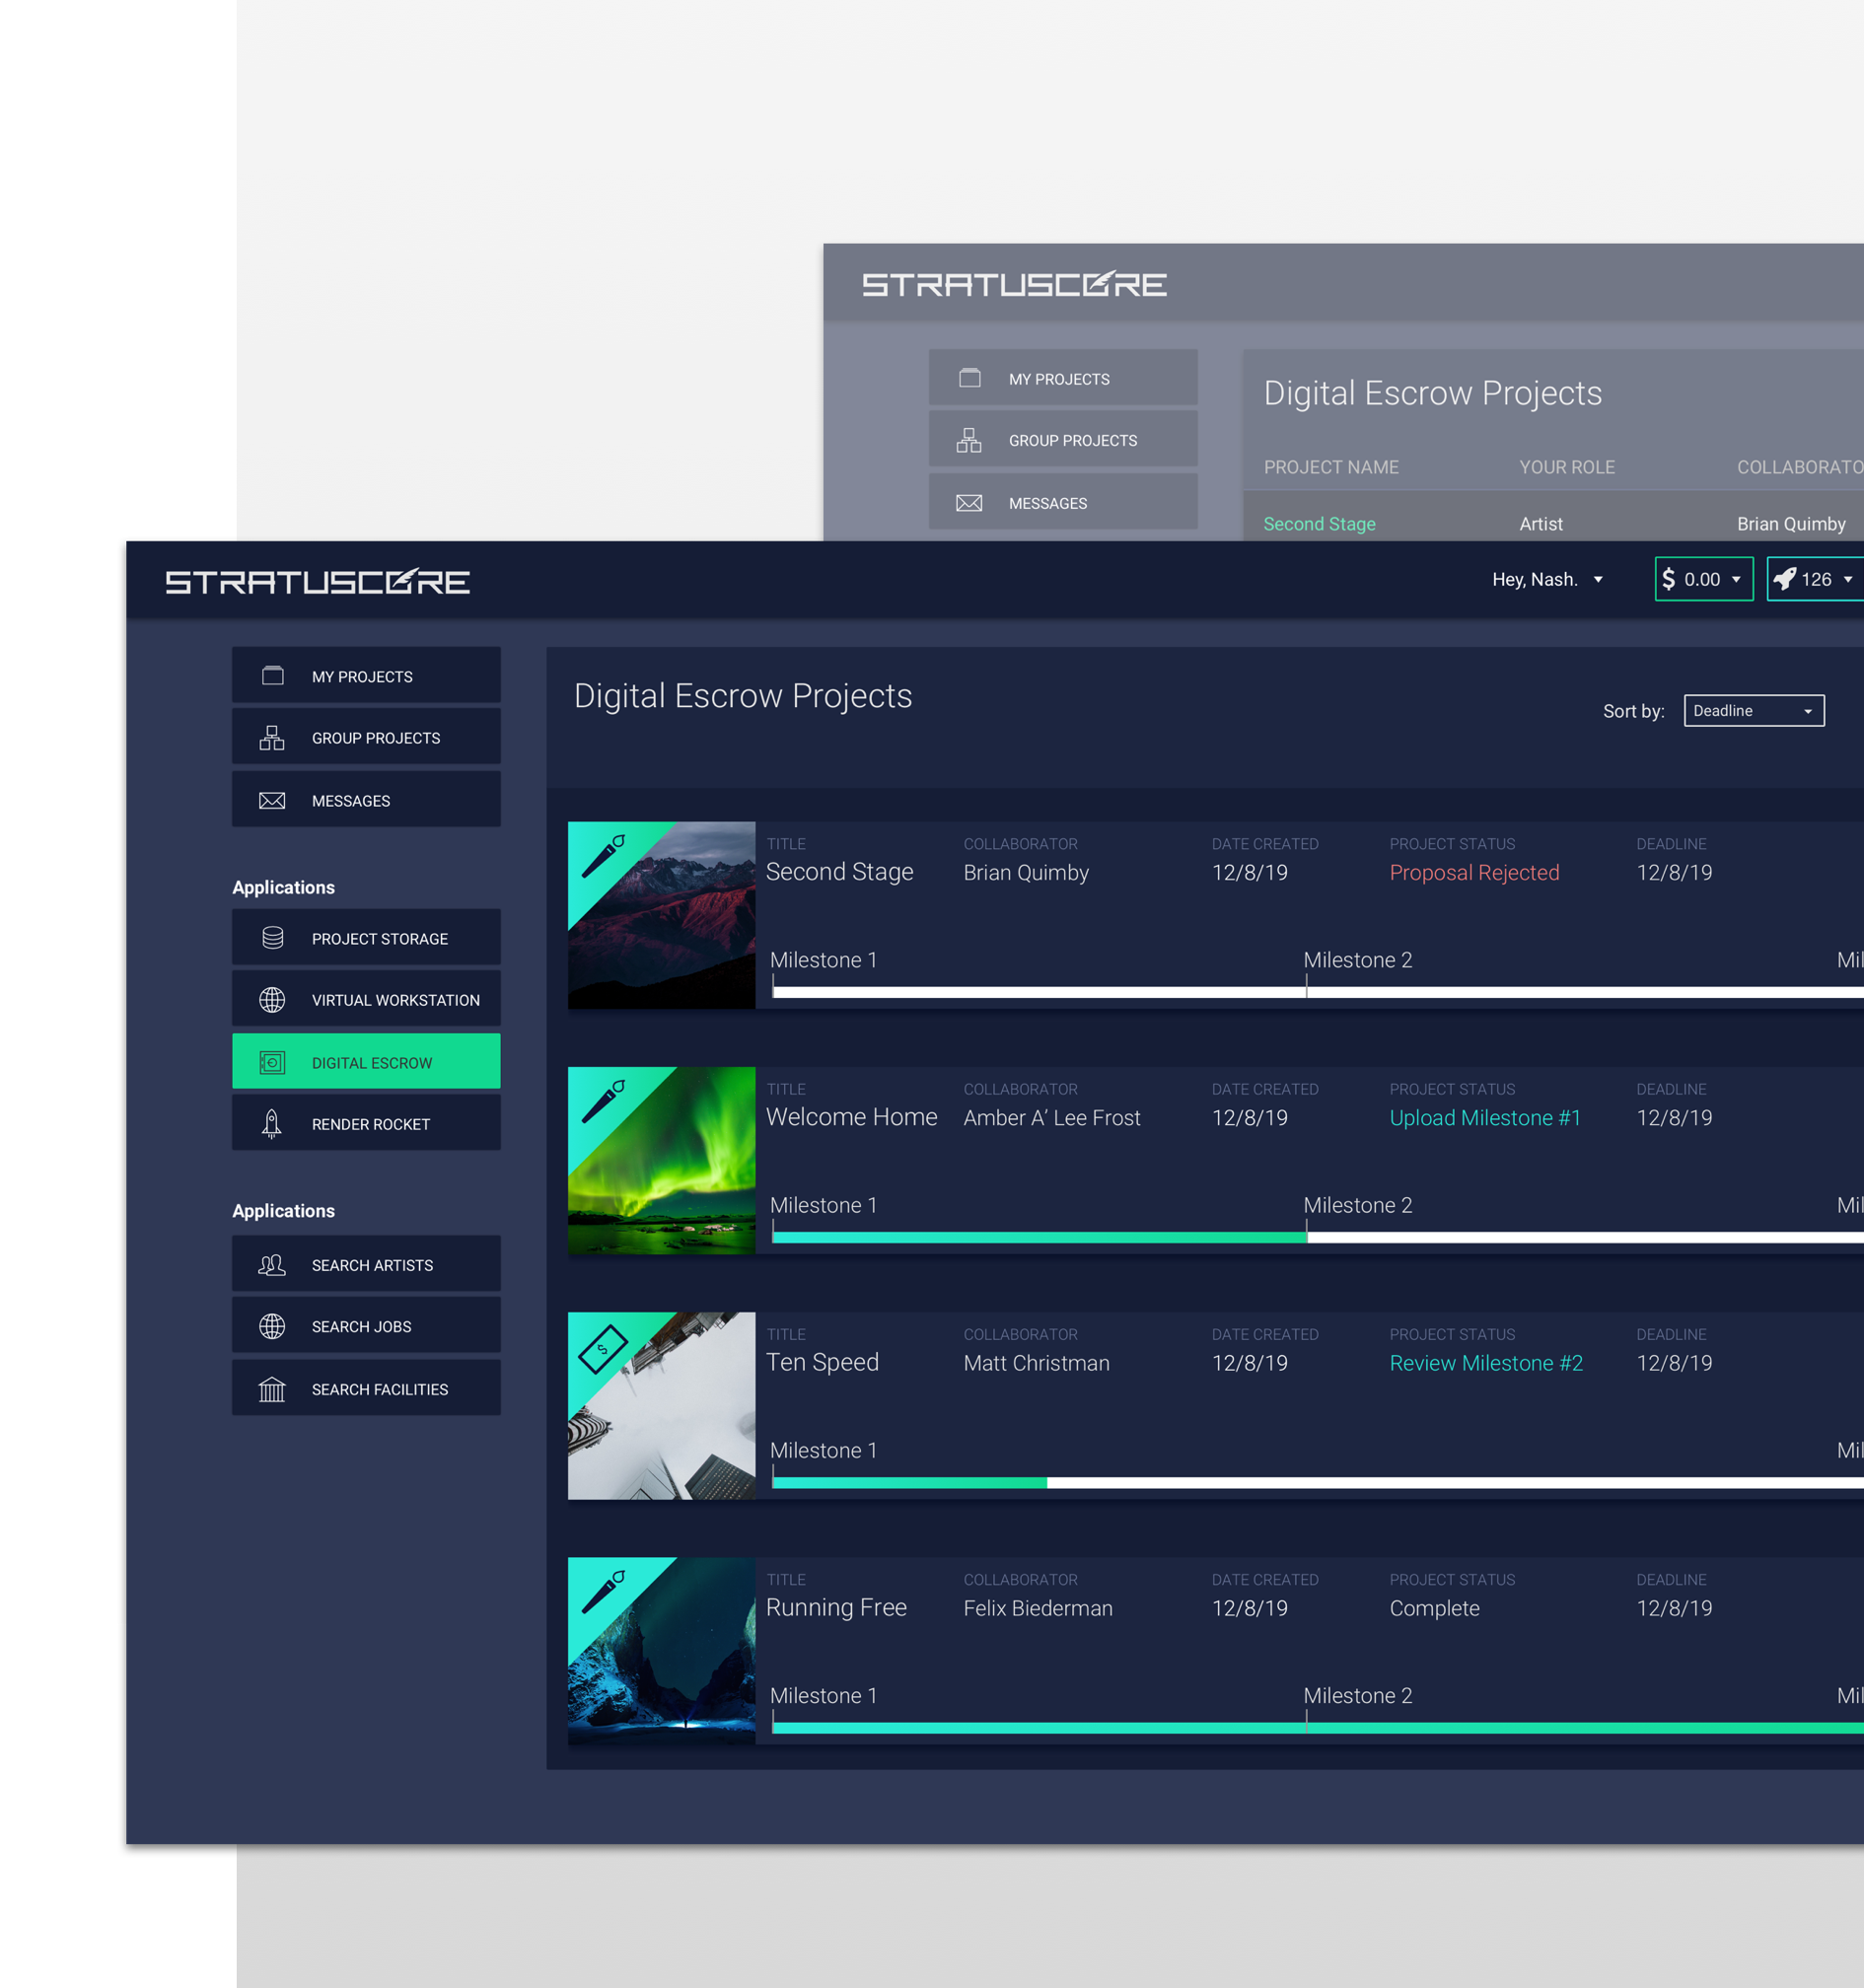 STRATUSCORE
MY PROJECTS
GROUP PROJECTS
MESSAGES
Digital Escrow Projects
PROJECT NAME YOUR ROLE COLLABORATO
Second Stage Artist Brian Quimby
STRATUSCORE
Hey, Nash. $ 0.00 126
MY PROJECTS
GROUP PROJECTS
MESSAGES
Applications
PROJECT STORAGE
VIRTUAL WORKSTATION
DIGITAL ESCROW
RENDER ROCKET
Applications
SEARCH ARTISTS
SEARCH JOBS
SEARCH FACILITIES
Digital Escrow Projects
Sort by: Deadline
TITLE COLLABORATOR DATE CREATED PROJECT STATUS DEADLINE
Second Stage Brian Quimby 12/8/19 Proposal Rejected 12/8/19
Milestone 1 Milestone 2 Mil
TITLE COLLABORATOR DATE CREATED PROJECT STATUS DEADLINE
Welcome Home Amber A’ Lee Frost 12/8/19 Upload Milestone #1 12/8/19
Milestone 1 Milestone 2 Mil
$
TITLE COLLABORATOR DATE CREATED PROJECT STATUS DEADLINE
Ten Speed Matt Christman 12/8/19 Review Milestone #2 12/8/19
Milestone 1 Mil
TITLE COLLABORATOR DATE CREATED PROJECT STATUS DEADLINE
Running Free Felix Biederman 12/8/19 Complete 12/8/19
Milestone 1 Milestone 2 Mil